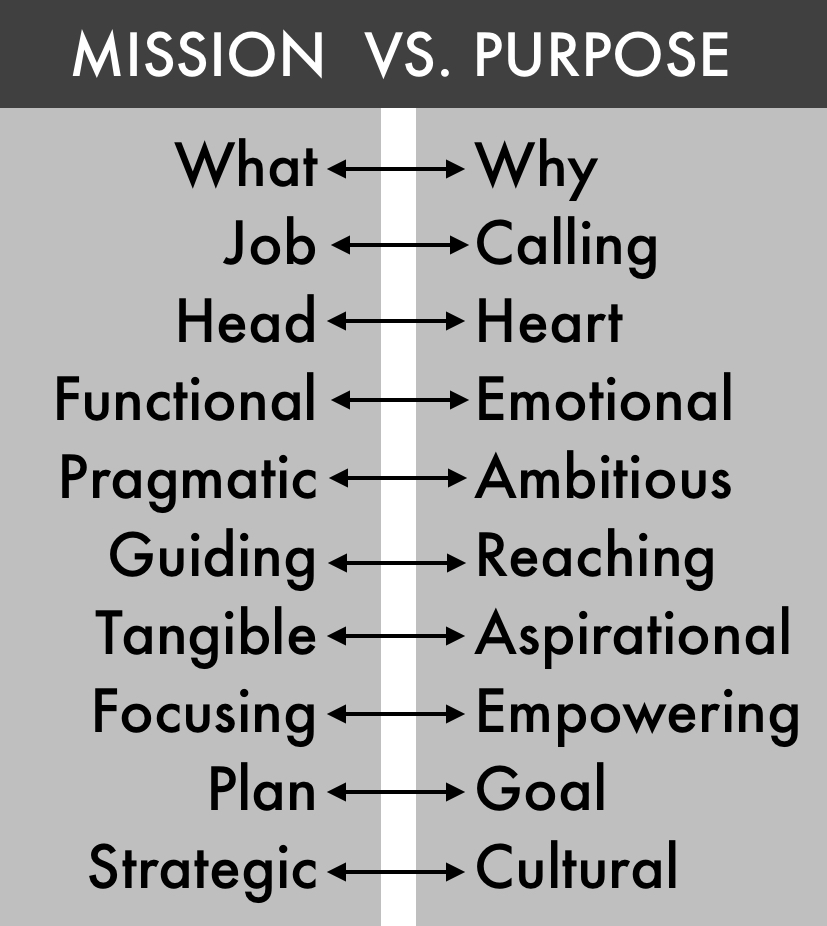 MISSION VS. PURPOSE
What Why
Job Calling
Head Heart
Functional Emotional
Pragmatic Ambitious
Guiding Reaching
Tangible Aspirational
Focusing Empowering
Plan Goal
Strategic Cultural